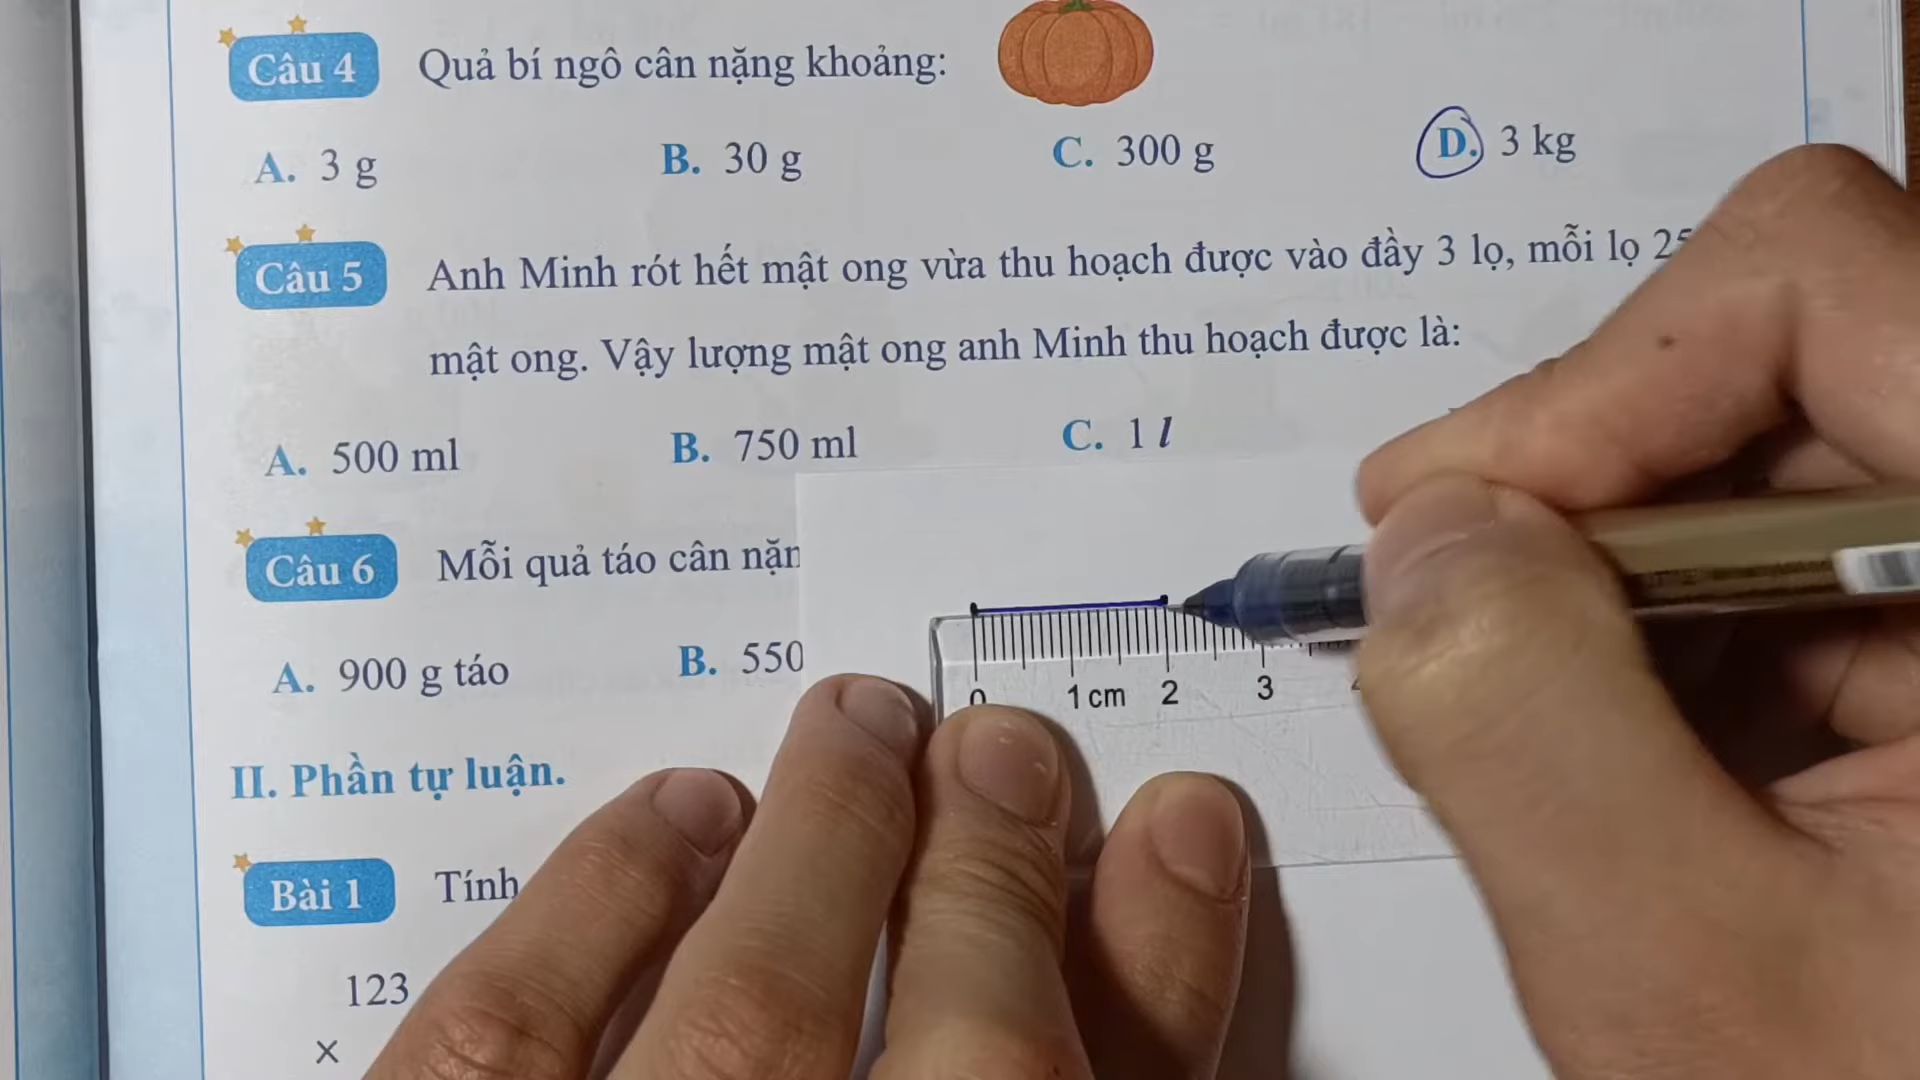 Câu 4 Quả bí ngô cân nặng khoảng:
A. 3 g B. 30 g C. 300 g D. 3 kg
Câu 5 Anh Minh rót hết mật ong vừa thu hoạch được vào đầy 3 lọ, mỗi lọ
mật ong. Vậy lượng mật ong anh Minh thu hoạch được là:
A. 500 ml B. 750 ml C. 1 l
Câu 6 Mỗi quả táo cân
A. 900 g táo B. 550
0 1 cm 2 3
II. Phần tự luận.
Bài 1 Tính
123
×